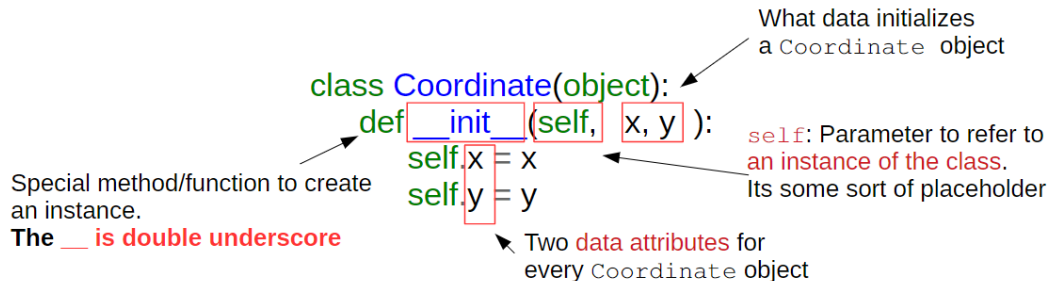 What data initializes
a Coordinate object
class Coordinate(object):
def __init__(self, x, y ):
self.x = x
self.y = y
Special method/function to create
an instance.
The __ is double underscore
self: Parameter to refer to
an instance of the class.
Its some sort of placeholder
Two data attributes for
every Coordinate object